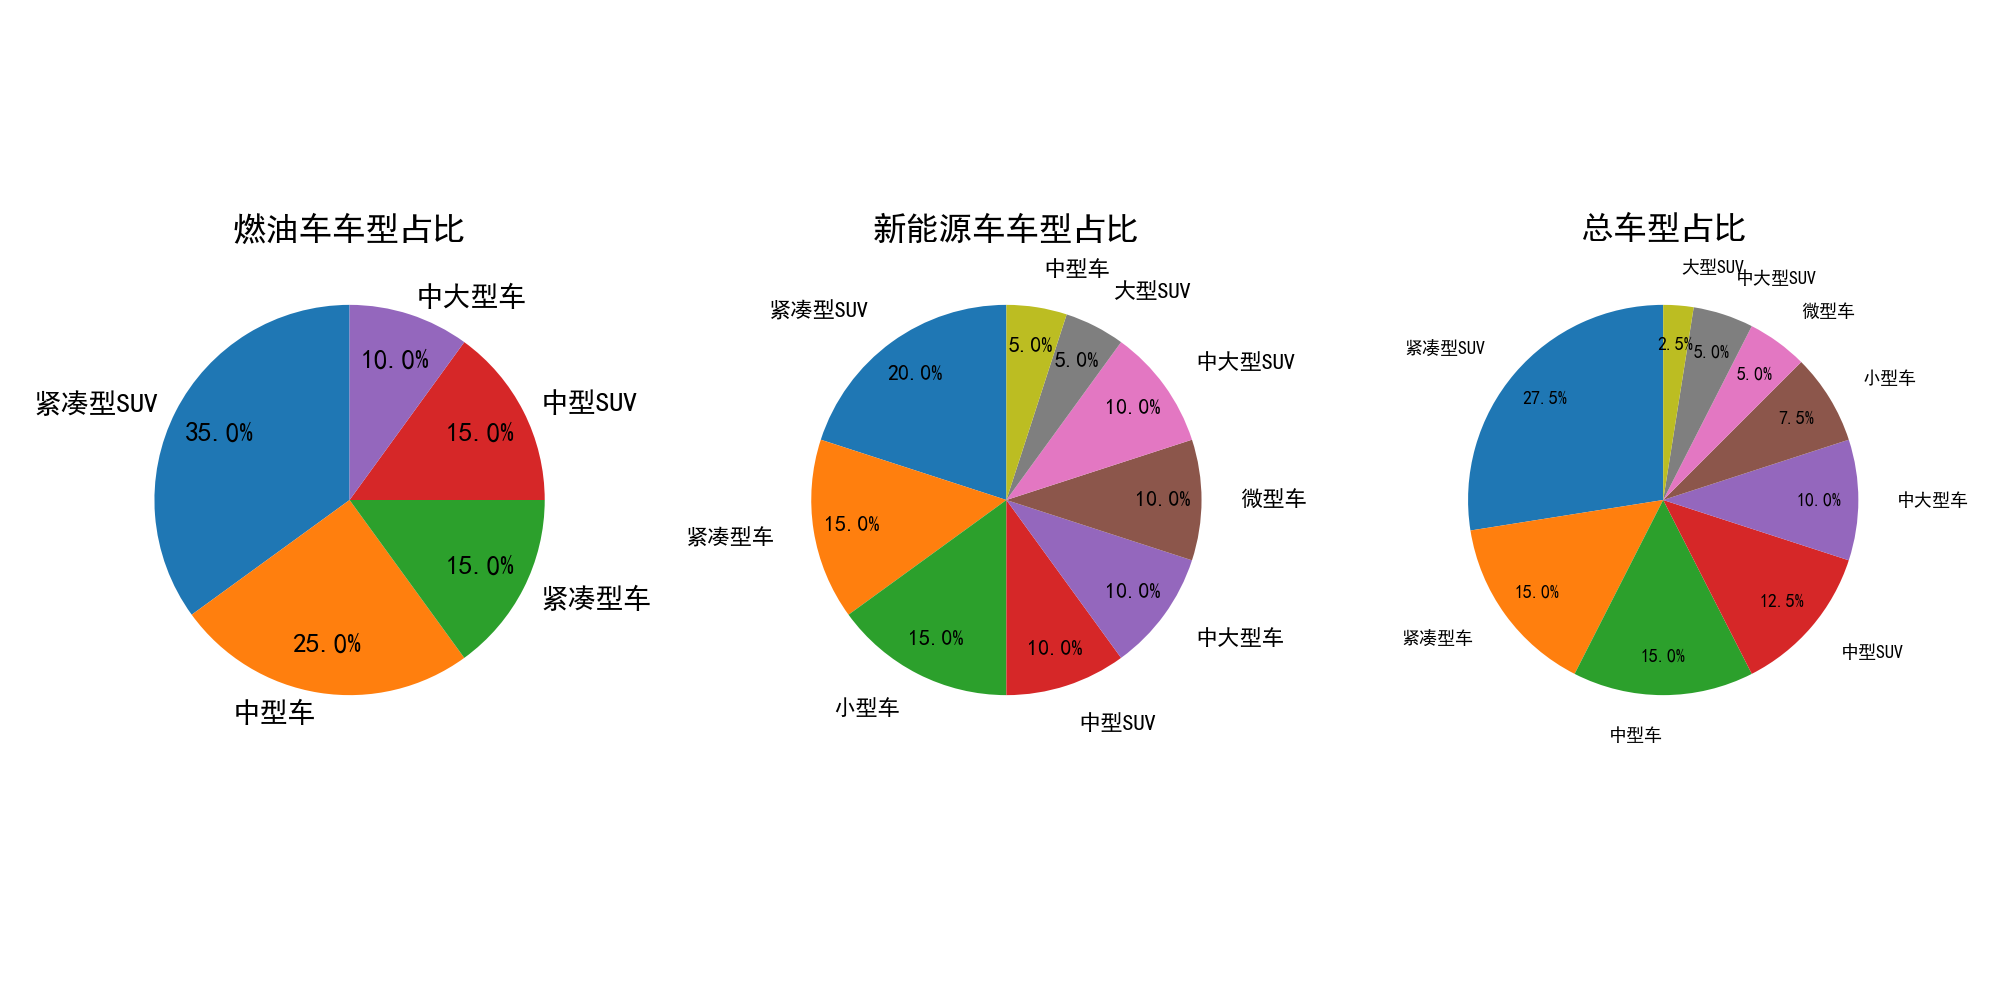 燃油车车型占比
中大型车
10.0%
紧凑型SUV
35.0%
中型SUV
15.0%
15.0%
紧凑型车
25.0%
中型车
新能源车车型占比
中型车
5.0%
大型SUV
5.0%
紧凑型SUV
20.0%
中大型SUV
10.0%
紧凑型车
15.0%
微型车
10.0%
中大型车
10.0%
小型车
15.0%
中型SUV
10.0%
总车型占比
大型SUV
2.5%
中大型SUV
5.0%
微型车
5.0%
紧凑型SUV
27.5%
小型车
7.5%
中大型车
10.0%
紧凑型车
15.0%
中型SUV
12.5%
中型车
15.0%